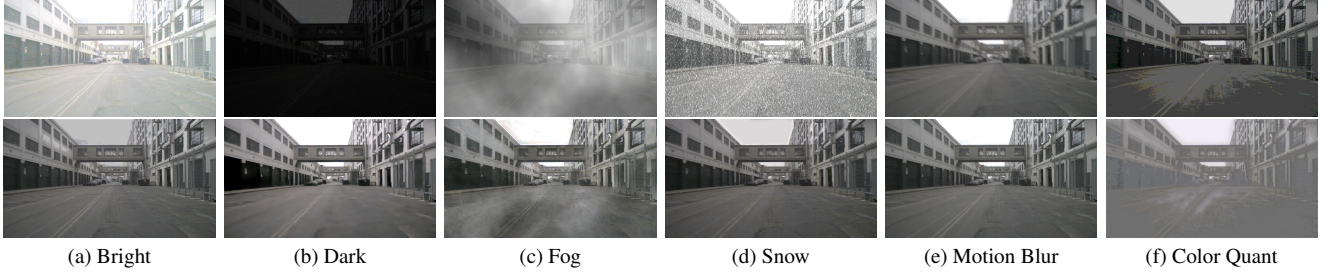 (a) Bright
(b) Dark
(c) Fog
(d) Snow
(e) Motion Blur
(f) Color Quant